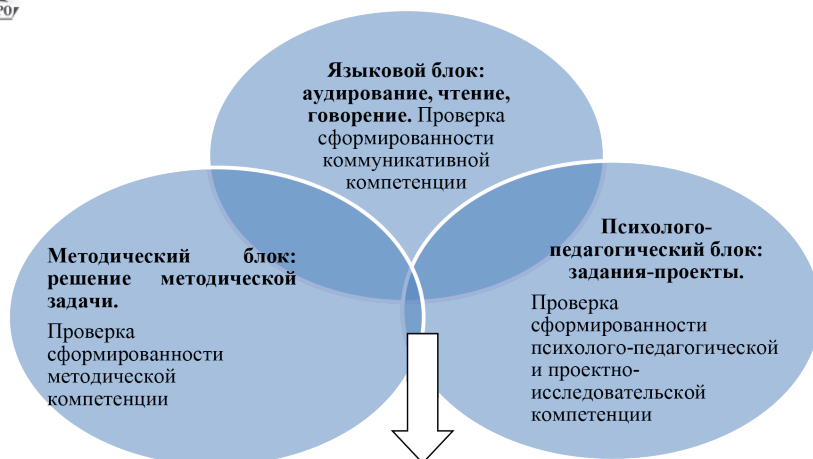 Языковой блок:
аудирование, чтение,
говорение. Проверка
сформированности
коммуникативной
компетенции
Методический блок:
решение методической
задачи.
Проверка
сформированности
методической
компетенции
Психолого-
педагогический блок:
задания-проекты.
Проверка
сформированности
психолого-педагогической
и проектно-
исследовательской
компетенции